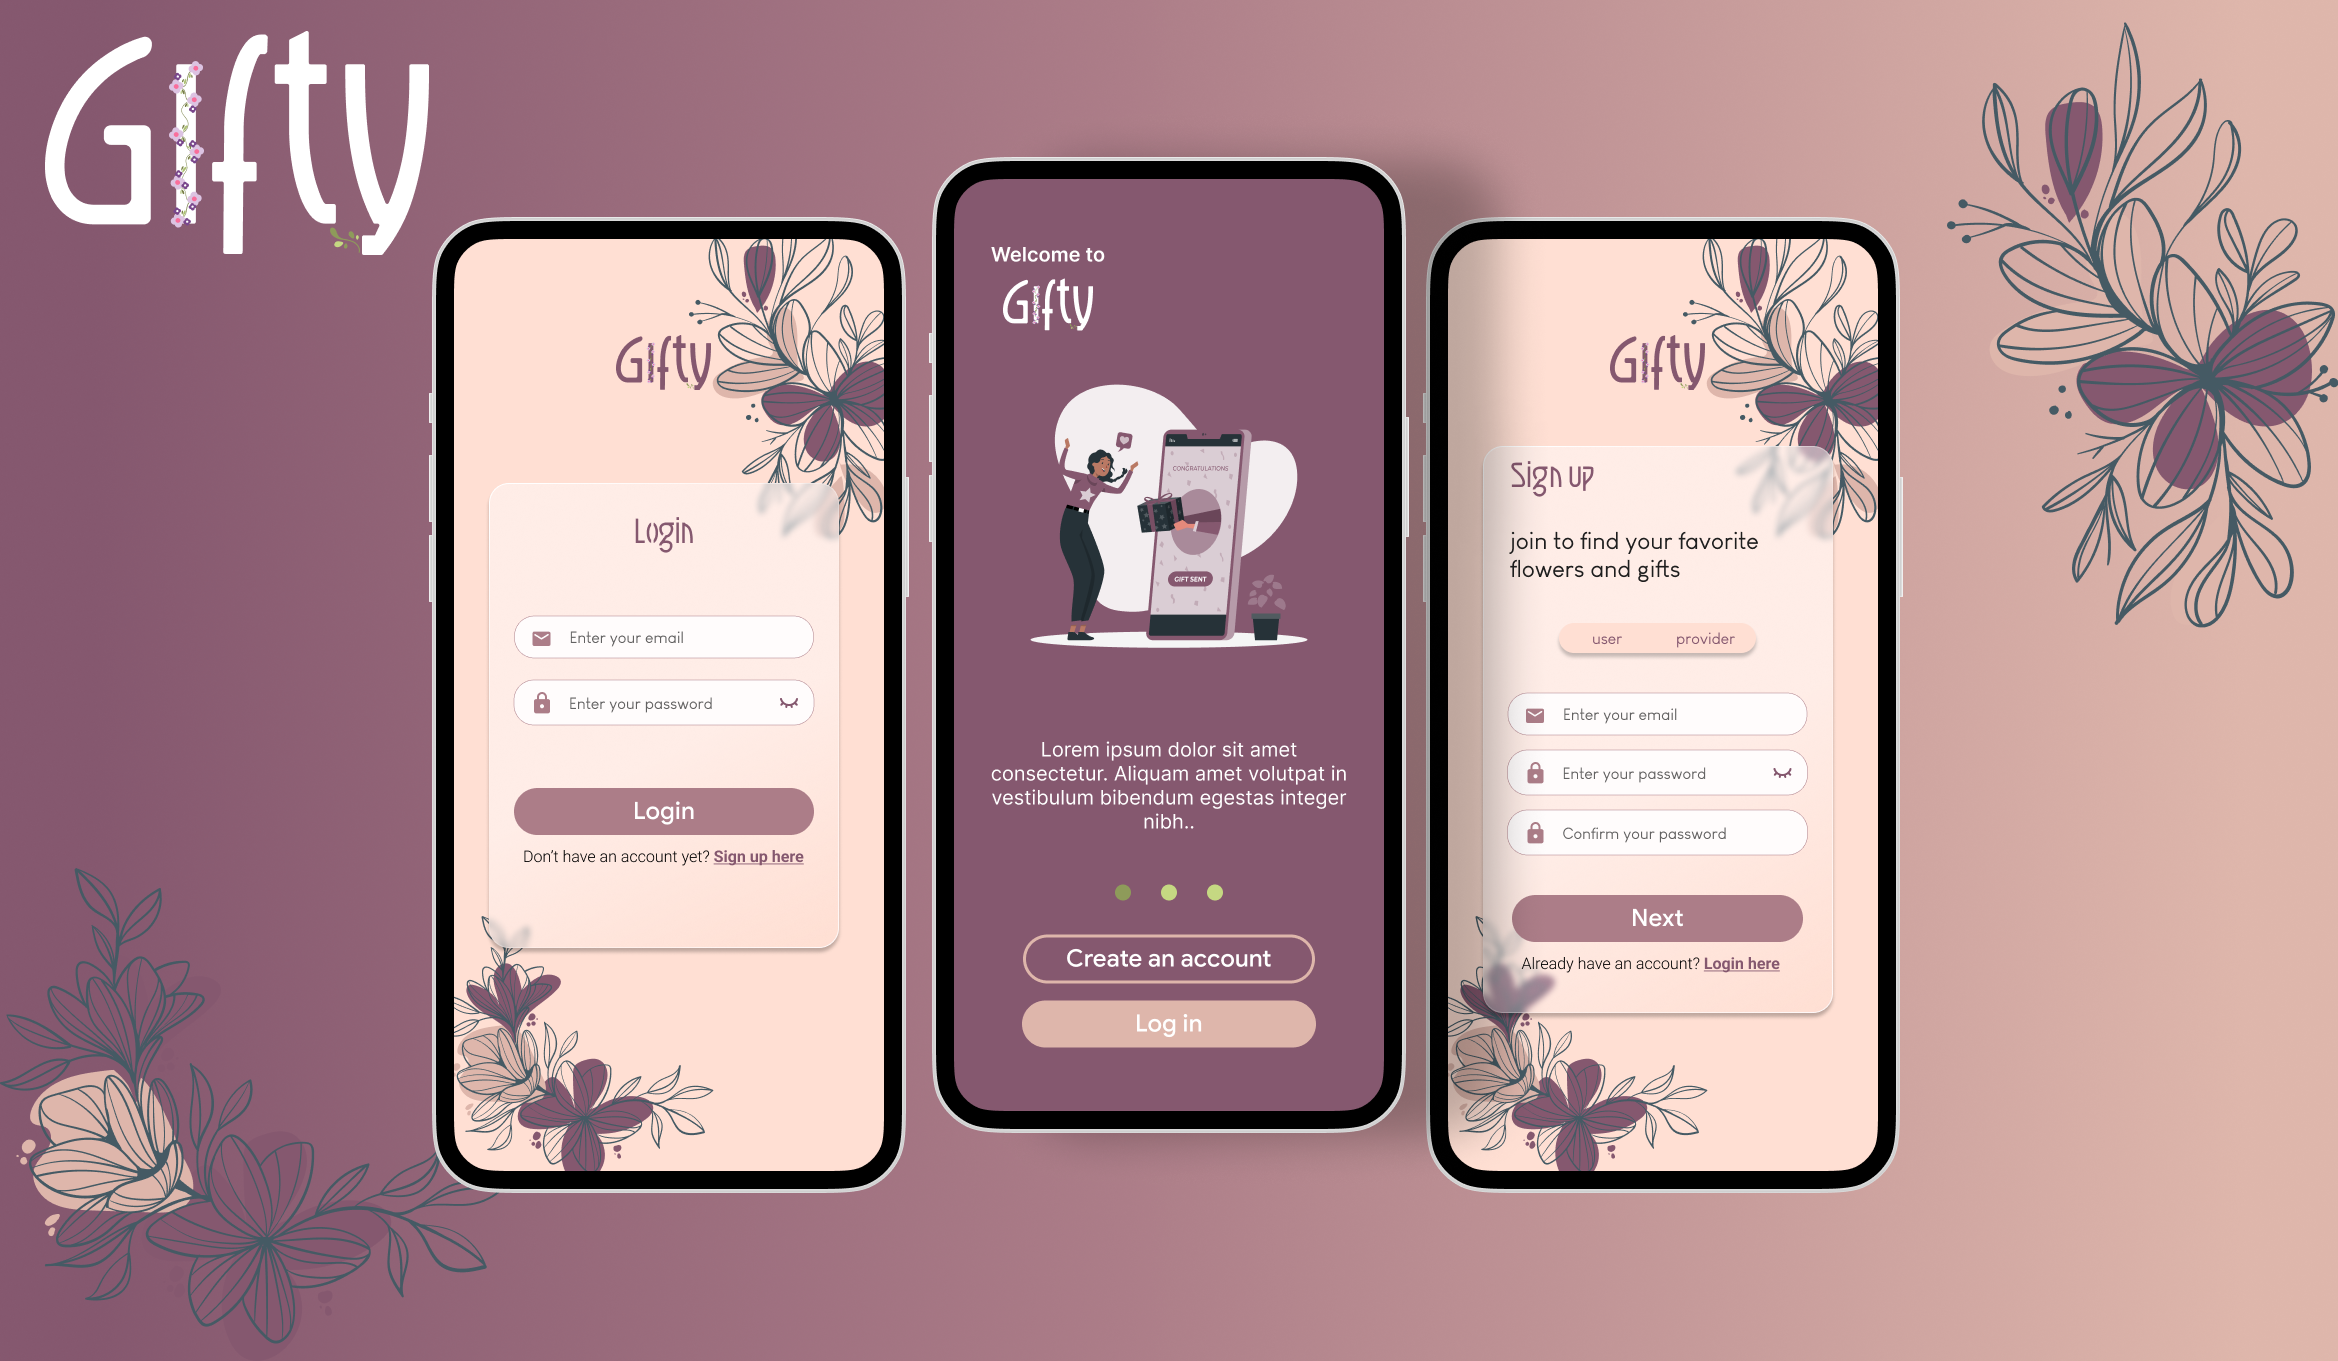 Gifty
Gifty
Login
Enter your email
Enter your password
Login
Don't have an account yet? Sign up here
Welcome to
Gifty
CONGRATULATIONS
GIFT SENT
Lorem ipsum dolor sit amet
consectetur. Aliquam amet volutpat in
vestibulum bibendum egestas integer
nibh..
Create an account
Log in
Gifty
Sign up
join to find your favorite
flowers and gifts
user provider
Enter your email
Enter your password
Confirm your password
Next
Already have an account? Login here